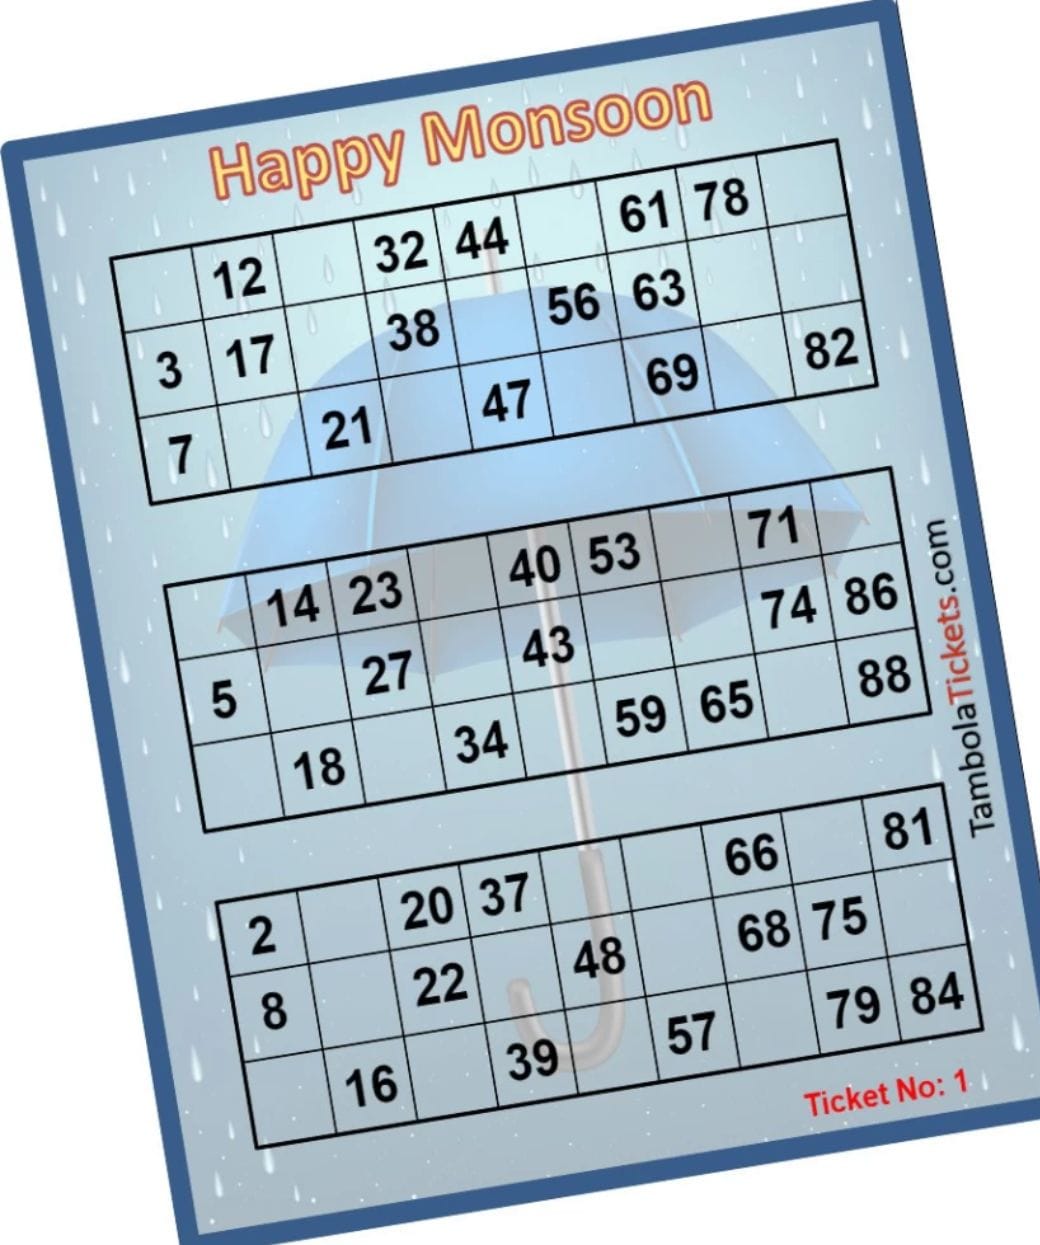 Happy Monsoon
12 32 44 61 78
3 17 38 56 63
7 21 47 69 82
14 23 40 53 71
5 27 43 74 86
18 34 59 65 88
2 20 37 66 81
8 22 48 68 75
16 39 57 79 84
TambolaTickets.com
Ticket No: 1